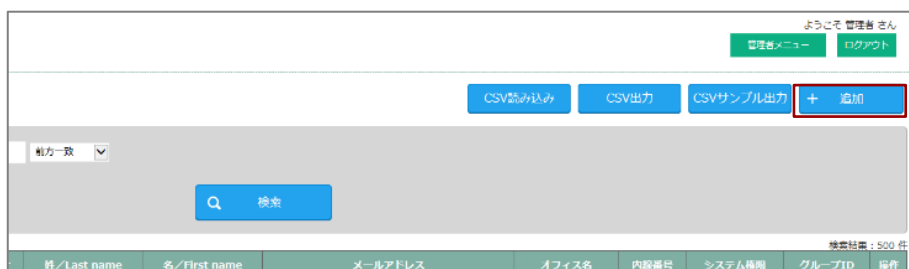 ようこそ 管理者 さん
管理者メニュー ログアウト
CSV読み込み CSV出力 CSVサンプル出力 ＋ 追加
前方一致
検索
検索結果：500 件
姓／Last name 名／First name メールアドレス オフィス名 内線番号 システム権限 グループID 操作